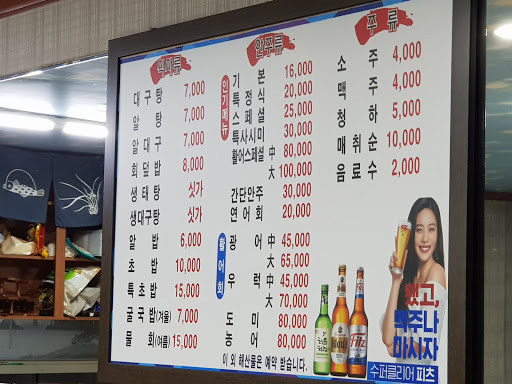 식사류
대구탕 7,000
알탕 7,000
알대구 7,000
회덮밥 8,000
생태탕 싯가
생대구탕 싯가
알밥 6,000
초밥 10,000
특초밥 15,000
굴국밥(겨울) 7,000
물회(여름) 15,000
안주류
인기메뉴
기본 16,000
특정식 20,000
스페셜 25,000
특사시미 30,000
활어스페셜 中 80,000
大 100,000
간단안주 30,000
연어회 20,000
활어회
광어 中 45,000
大 65,000
우럭 中 45,000
大 70,000
도미 80,000
농어 80,000
이 외 해산물은 예약 받습니다.
주류
소주 4,000
맥주 4,000
청하 5,000
매취순 10,000
음료수 2,000
Fitz
맥주나
마시자
수퍼클리어 피츠